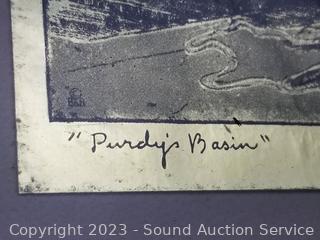 "Purdy's Basin"
Copyright 2023 - Sound Auction Service